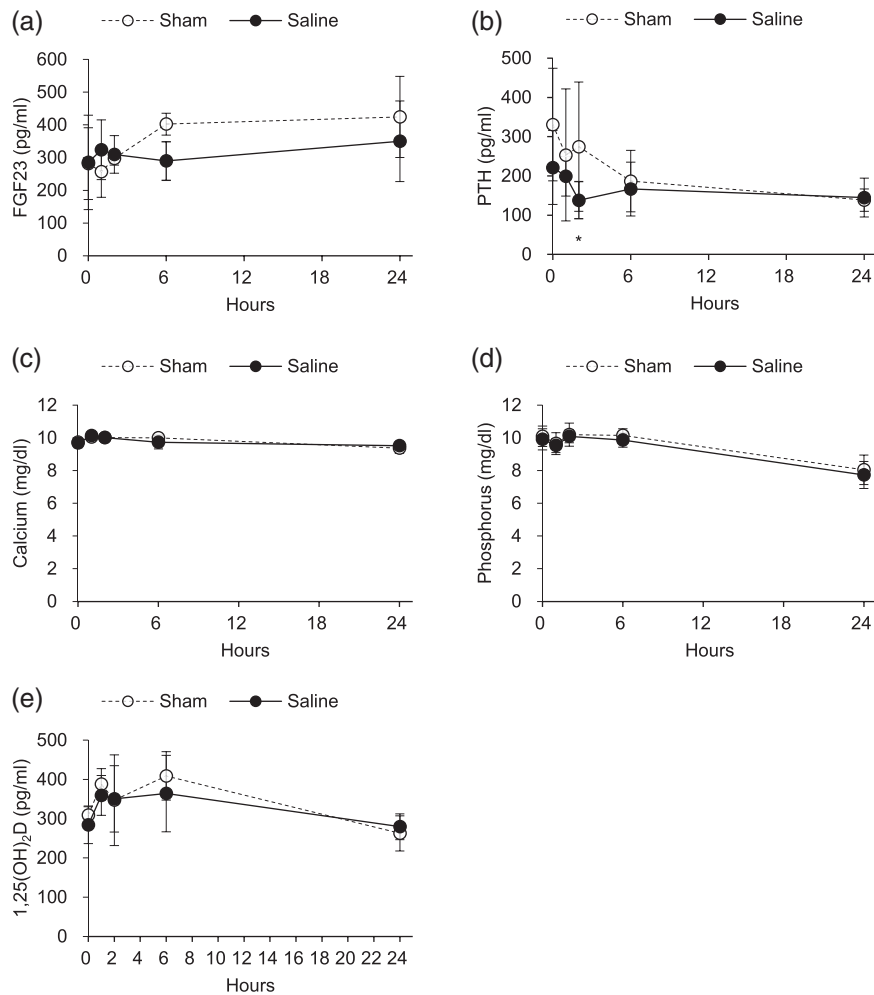 (a)
Sham Saline
600
500
400
300
200
100
0
FGF23 (pg/ml)
0 6 12 18 24
Hours
(b)
Sham Saline
500
400
300
200
100
0
PTH (pg/ml)
*
0 6 12 18 24
Hours
(c)
Sham Saline
12
10
8
6
4
2
0
Calcium (mg/dl)
0 6 12 18 24
Hours
(d)
Sham Saline
12
10
8
6
4
2
0
Phosphorus (mg/dl)
0 6 12 18 24
Hours
(e)
Sham Saline
500
400
300
200
100
0
1,25(OH)₂D (pg/ml)
0 2 4 6 8 10 12 14 16 18 20 22 24
Hours